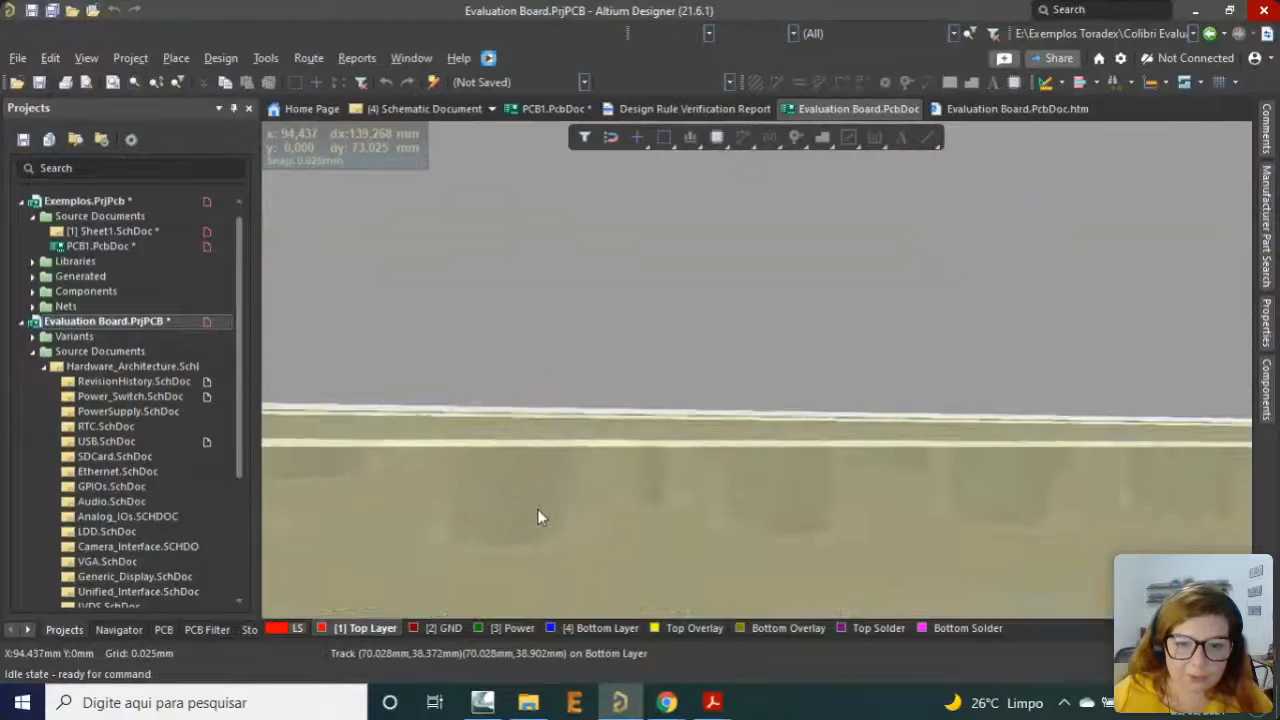 Evaluation Board.PrjPCB - Altium Designer (21.6.1)
Search
(All)
E:\Exemplos Toradex\Colibri Evalu
File Edit View Project Place Design Tools Route Reports Window Help
Share
Not Connected
(Not Saved)
Projects
Home Page
(4) Schematic Document
PCB1.PcbDoc *
Design Rule Verification Report
Evaluation Board.PcbDoc
Evaluation Board.PcbDoc.htm
x: 94,437 dx:139,268 mm
y: 0,000 dy: 73.025 mm
Snap: 0.025mm
Search
Exemplos.PrjPcb *
Source Documents
[1] Sheet1.SchDoc *
PCB1.PcbDoc *
Libraries
Generated
Components
Nets
Evaluation Board.PrjPCB *
Variants
Source Documents
Hardware_Architecture.Schl
RevisionHistory.SchDoc
Power_Switch.SchDoc
PowerSupply.SchDoc
RTC.SchDoc
USB.SchDoc
SDCard.SchDoc
Ethernet.SchDoc
GPIOs.SchDoc
Audio.SchDoc
Analog_IOs.SCHDOC
LDD.SchDoc
Camera_Interface.SCHDO
VGA.SchDoc
Generic_Display.SchDoc
Unified_Interface.SchDoc
LVDS.SchDoc
Comments
Manufacturer Part Search
Properties
Components
Projects Navigator PCB PCB Filter Sto
LS [1] Top Layer [2] GND [3] Power [4] Bottom Layer Top Overlay Bottom Overlay Top Solder Bottom Solder
X:94.437mm Y:0mm Grid: 0.025mm
Track (70.028mm,38.372mm)(70.028mm,38.902mm) on Bottom Layer
Idle state - ready for command
Digite aqui para pesquisar
26°C Limpo